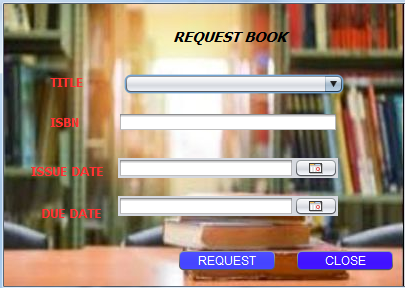 REQUEST BOOK
TITLE
ISBN
ISSUE DATE
DUE DATE
REQUEST CLOSE